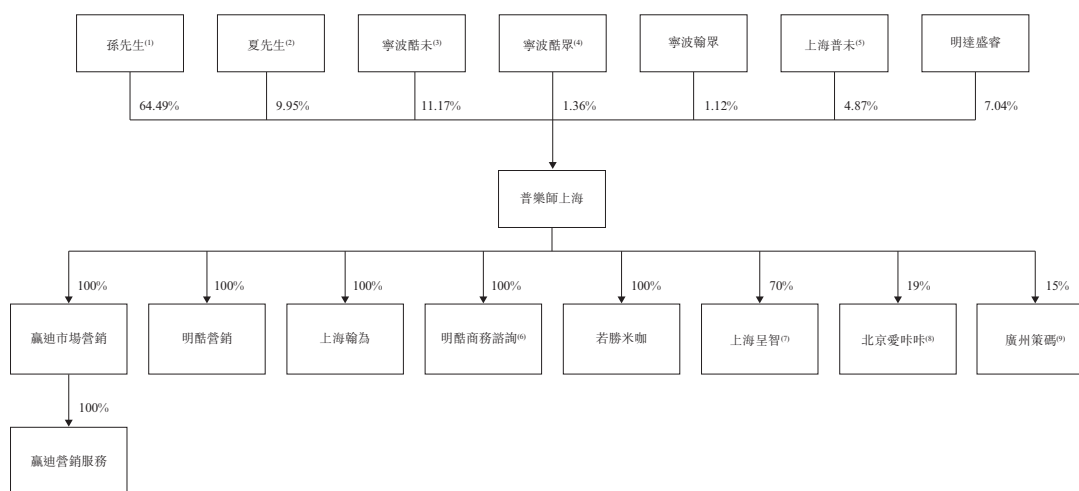 孫先生(1)
夏先生(2)
寧波酷未(3)
寧波酷眾(4)
寧波翰眾
上海普未(5)
明達盛睿
64.49%
9.95%
11.17%
1.36%
1.12%
4.87%
7.04%
普樂師上海
100%
100%
100%
100%
100%
70%
19%
15%
贏迪市場營銷
明酷營銷
上海翰為
明酷商務諮詢(6)
若勝米咖
上海呈智(7)
北京愛咔咔(8)
廣州策碼(9)
100%
贏迪營銷服務